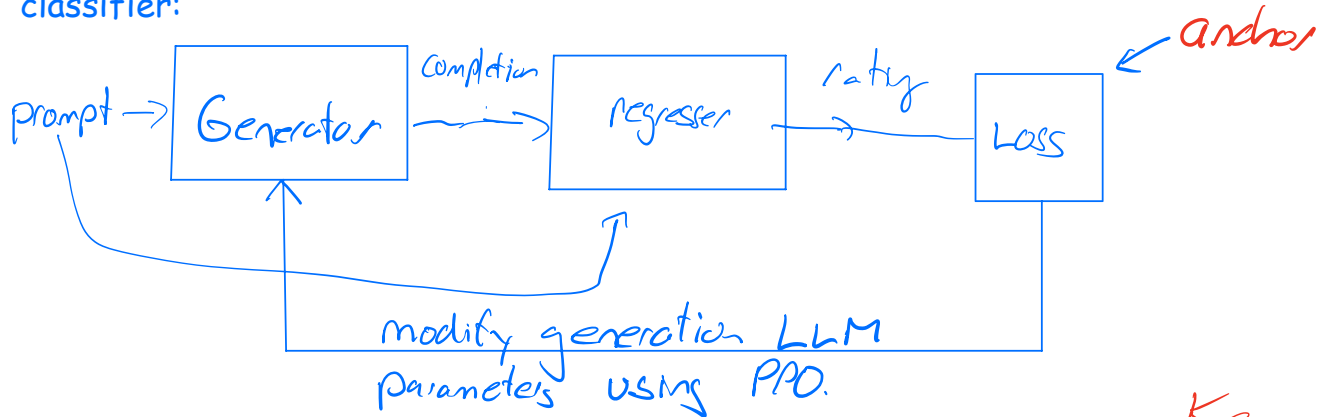 classifier:
anchor
completion
rating
prompt → Generator
regresser
Loss
modify generation LLM
parameters using PPO.